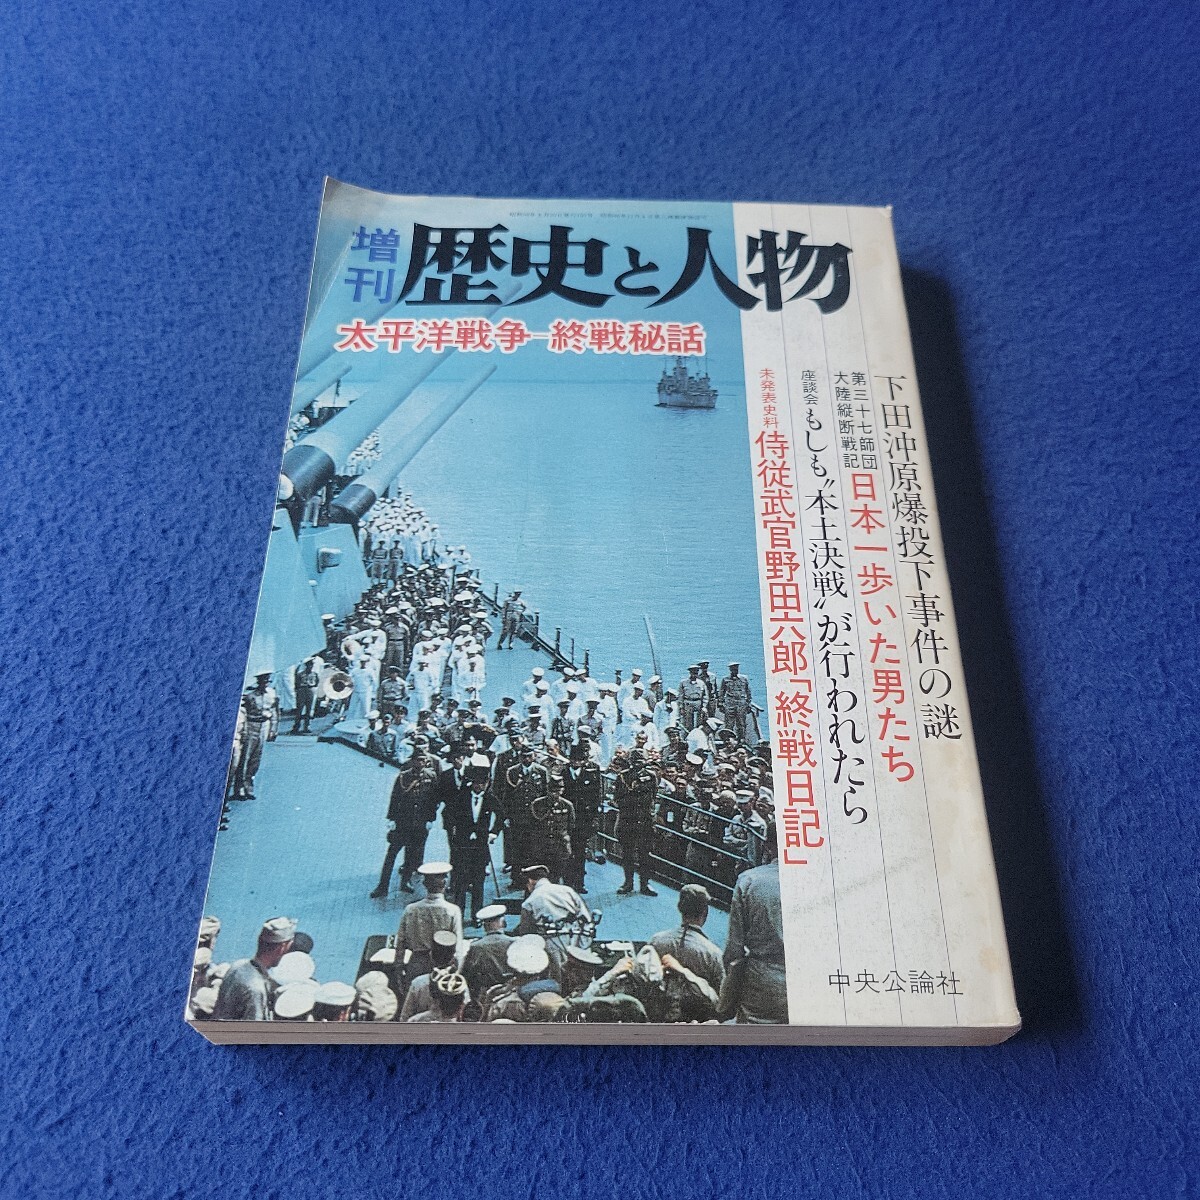 増刊
歴史と人物
太平洋戦争―終戦秘話
下田沖原爆投下事件の謎
第三十七師団
大陸縦断戦記
日本一歩いた男たち
座談会 もしも〝本土決戦〟が行われたら
未発表史料 侍従武官野田六郎「終戦日記」
中央公論社